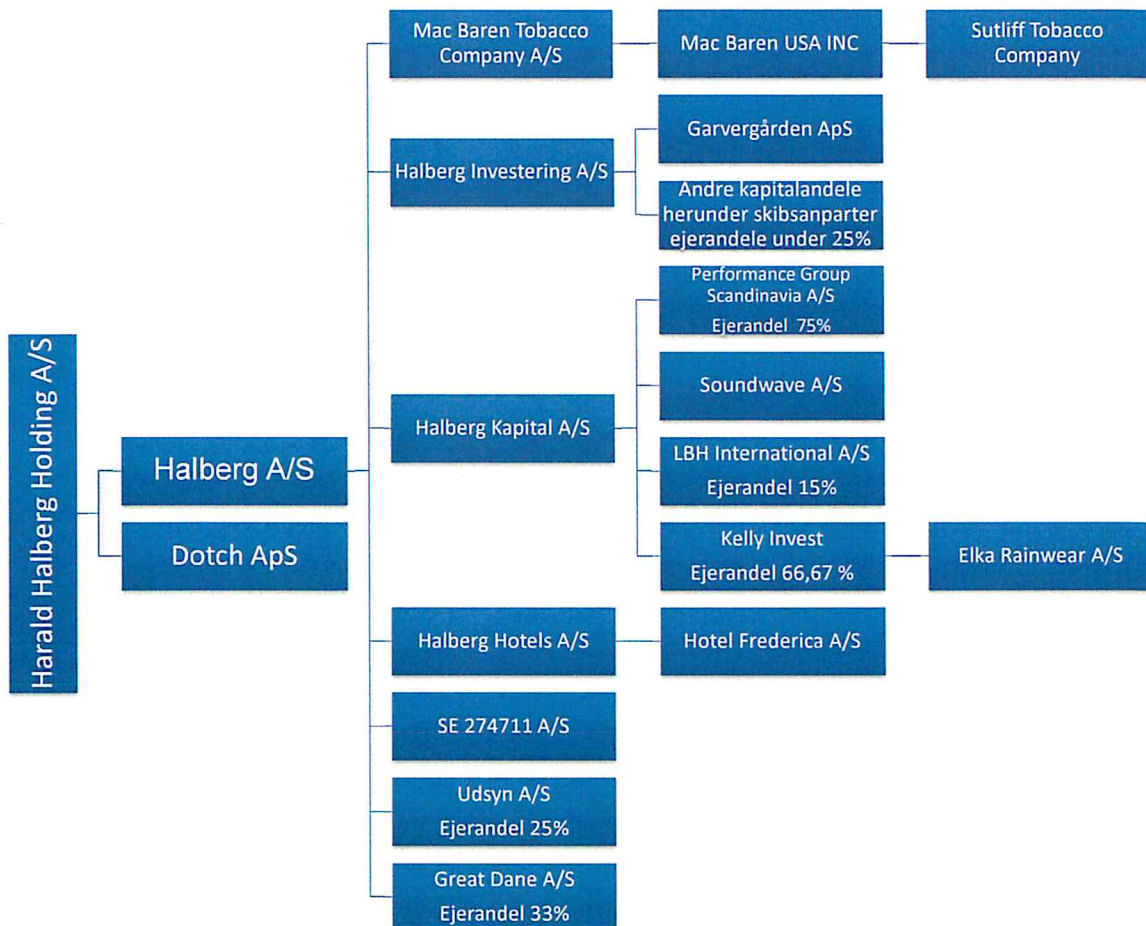 Harald Halberg Holding A/S
Halberg A/S
Dotch ApS
Mac Baren Tobacco
Company A/S
Mac Baren USA INC
Sutliff Tobacco
Company
Halberg Investering A/S
Garvergården ApS
Andre kapitalandele
herunder skibsanparter
ejerandele under 25%
Halberg Kapital A/S
Performance Group
Scandinavia A/S
Ejerandel 75%
Soundwave A/S
LBH International A/S
Ejerandel 15%
Kelly Invest
Ejerandel 66,67 %
Elka Rainwear A/S
Halberg Hotels A/S
Hotel Frederica A/S
SE 274711 A/S
Udsyn A/S
Ejerandel 25%
Great Dane A/S
Ejerandel 33%